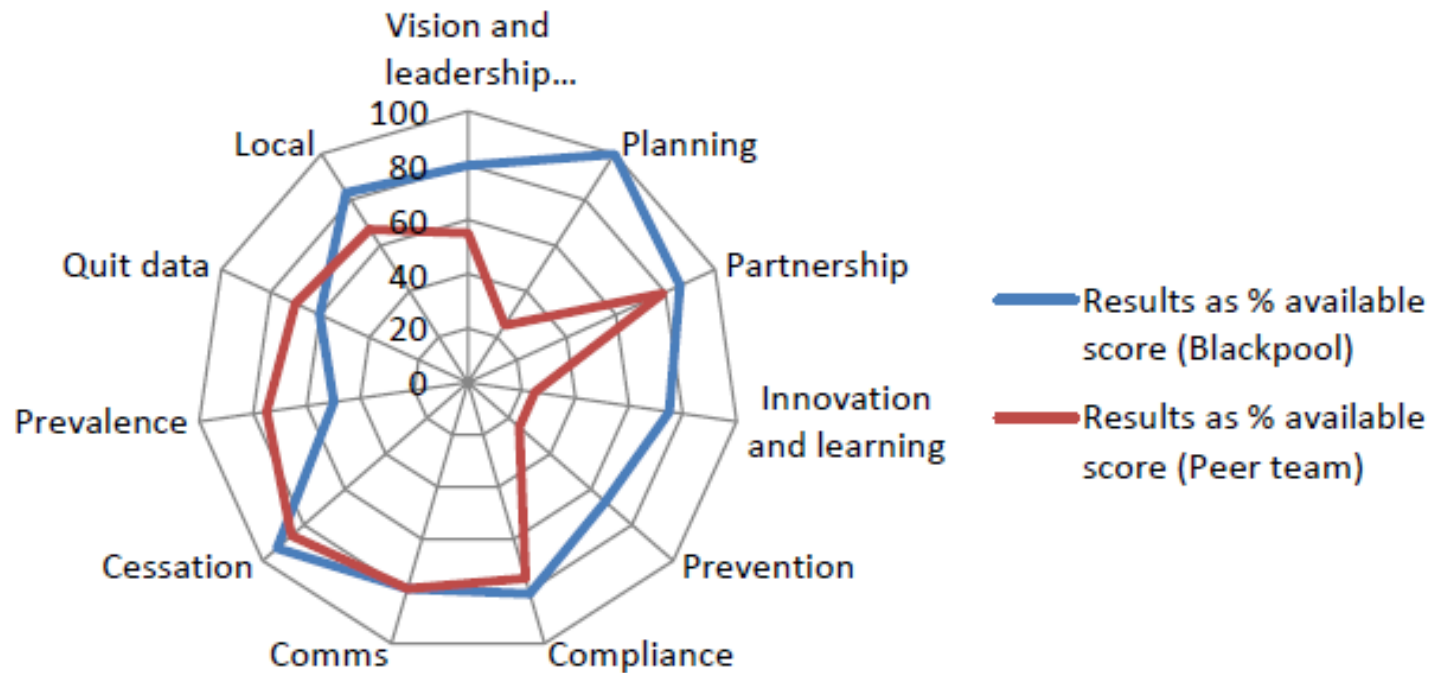 Vision and
leadership...
100
80
60
40
20
0
Planning
Partnership
Innovation
and learning
Prevention
Compliance
Comms
Cessation
Prevalence
Quit data
Local
Results as % available
score (Blackpool)
Results as % available
score (Peer team)